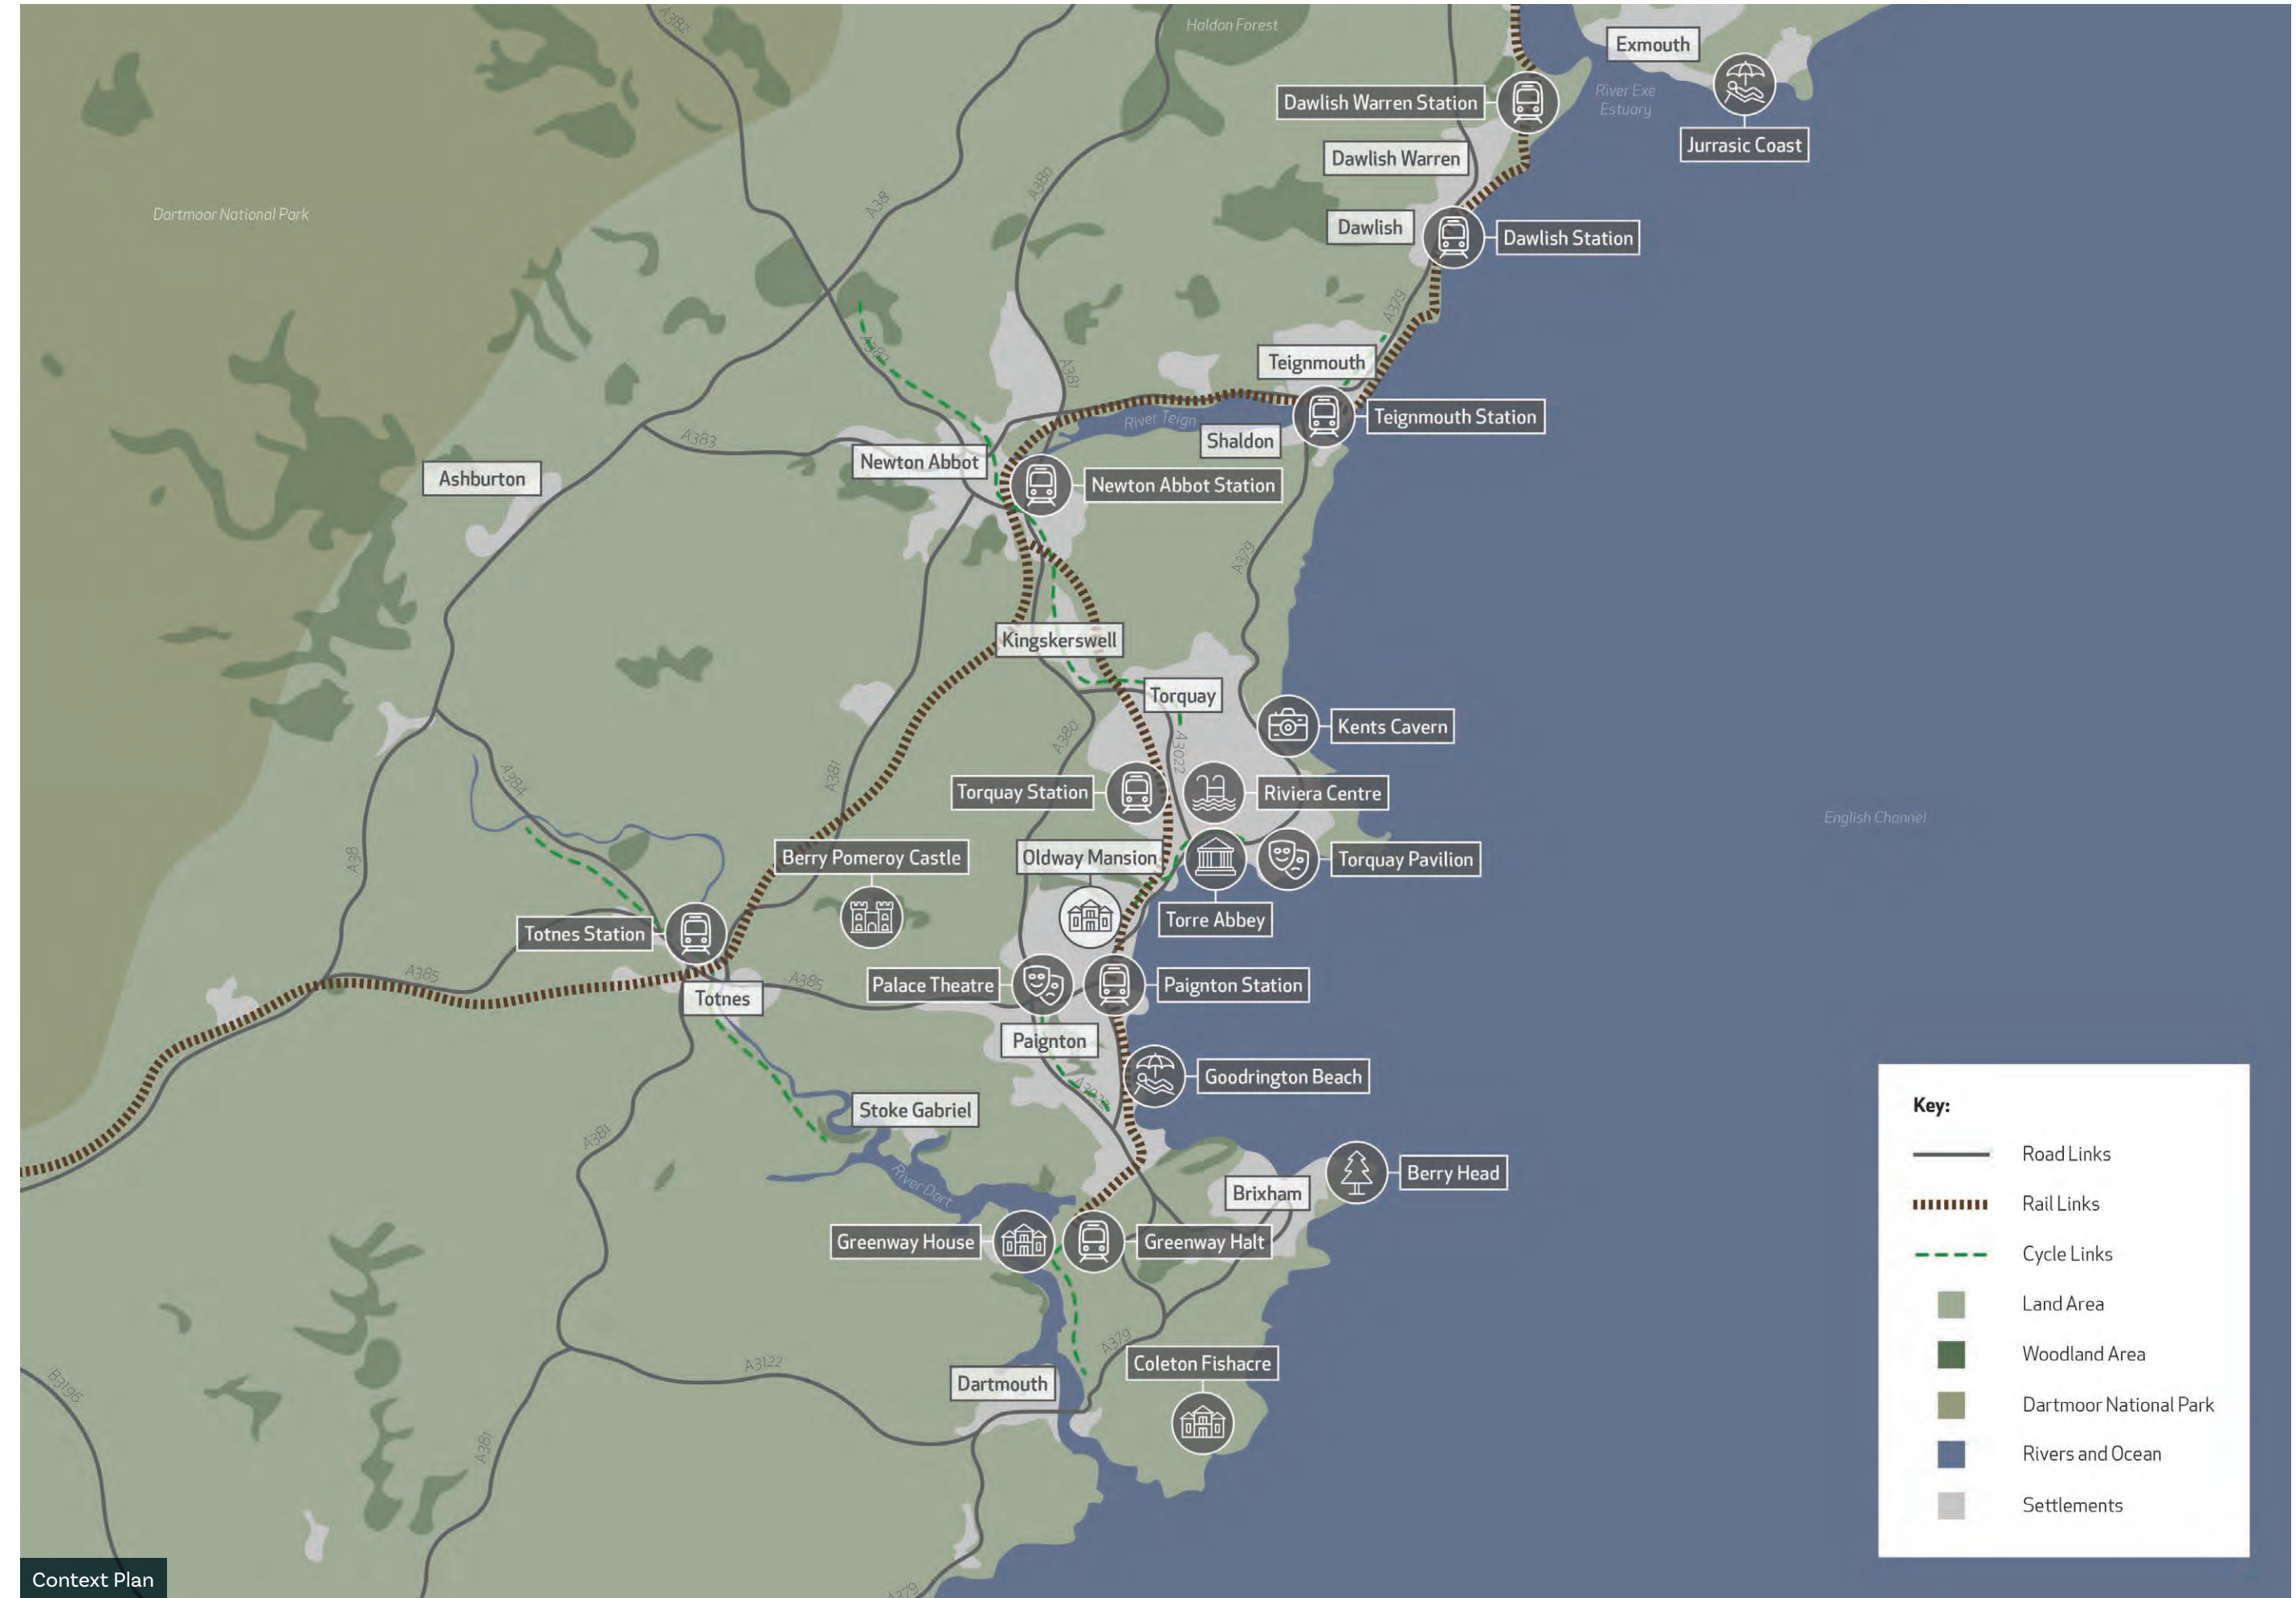 A382
Haldon Forest
Exmouth
River Exe
Estuary
Dawlish Warren Station
Jurrasic Coast
Dawlish Warren
A38
A380
Dartmoor National Park
Dawlish
Dawlish Station
A379
Teignmouth
A382
A381
Teignmouth Station
River Teign
Shaldon
A383
Newton Abbot
Ashburton
Newton Abbot Station
A379
Kingskerswell
Torquay
Kents Cavern
A380
A3022
A381
A384
Torquay Station
Riviera Centre
English Channel
A38
Berry Pomeroy Castle
Oldway Mansion
Torquay Pavilion
Torre Abbey
Totnes Station
A385
A385
Palace Theatre
Paignton Station
Totnes
Paignton
Goodrington Beach
A3022
Stoke Gabriel
A381
River Dart
Berry Head
Brixham
Greenway House
Greenway Halt
A379
A3122
Coleton Fishacre
Dartmouth
B3196
A381
A379
Context Plan
Key:
Road Links
Rail Links
Cycle Links
Land Area
Woodland Area
Dartmoor National Park
Rivers and Ocean
Settlements